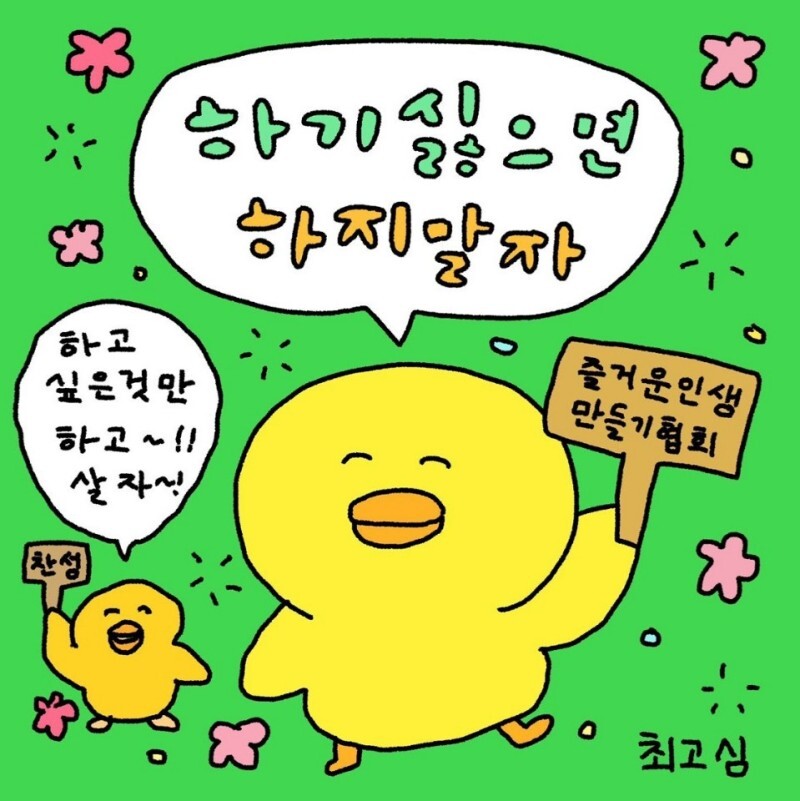 하기 싫으면
하지말자
하고
싶은것만
하고~!!
살자~!
즐거운인생
만들기협회
찬성
최고심